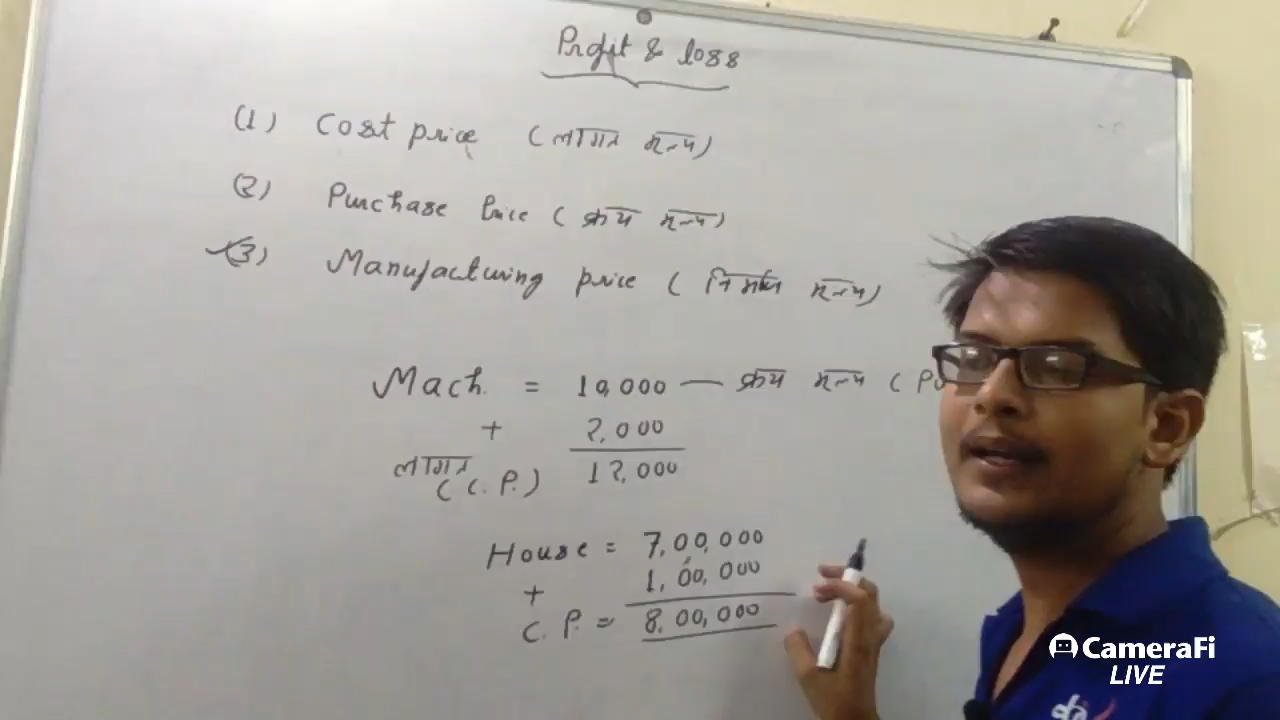 Profit & loss
(1) Cost price (लागत मूल्य)
(2) Purchase Price (क्रय मूल्य)
(3) Manufacturing price (निर्माण मूल्य)
Mach. = 10,000 — क्रय मूल्य (Pu
+ 2,000
लागत (C.P.) 12,000
House = 7,00,000
+ 1,00,000
C.P. = 8,00,000
CameraFi
LIVE